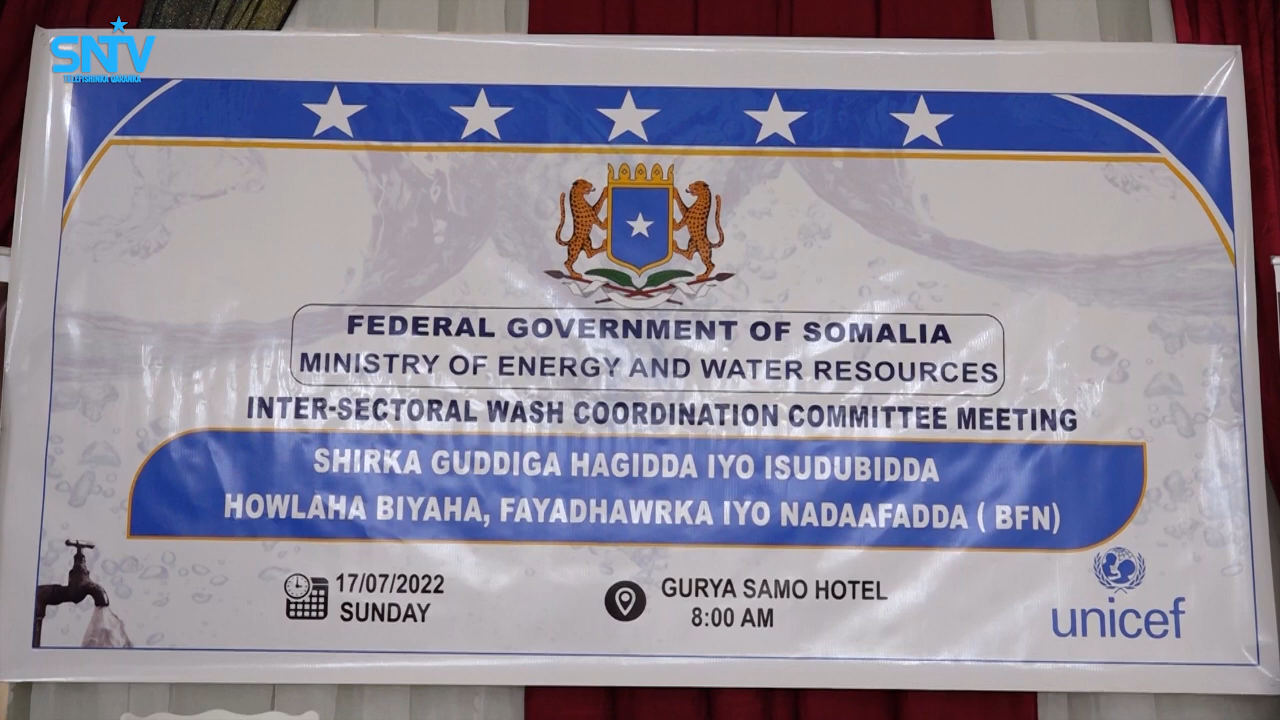 SNTV
FEDERAL GOVERNMENT OF SOMALIA
MINISTRY OF ENERGY AND WATER RESOURCES
INTER-SECTORAL WASH COORDINATION COMMITTEE MEETING
SHIRKA GUDDIGA HAGIDDA IYO ISUDUBIDDA
HOWLAHA BIYAHA, FAYADHAWRKA IYO NADAAFADDA ( BFN)
17/07/2022
SUNDAY
GURYA SAMO HOTEL
8:00 AM
unicef